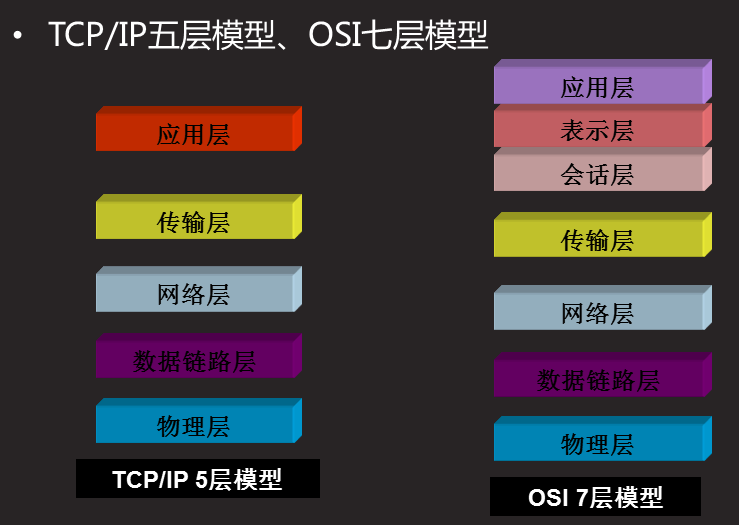 • TCP/IP五层模型、OSI七层模型
应用层
传输层
网络层
数据链路层
物理层
TCP/IP 5层模型
应用层
表示层
会话层
传输层
网络层
数据链路层
物理层
OSI 7层模型